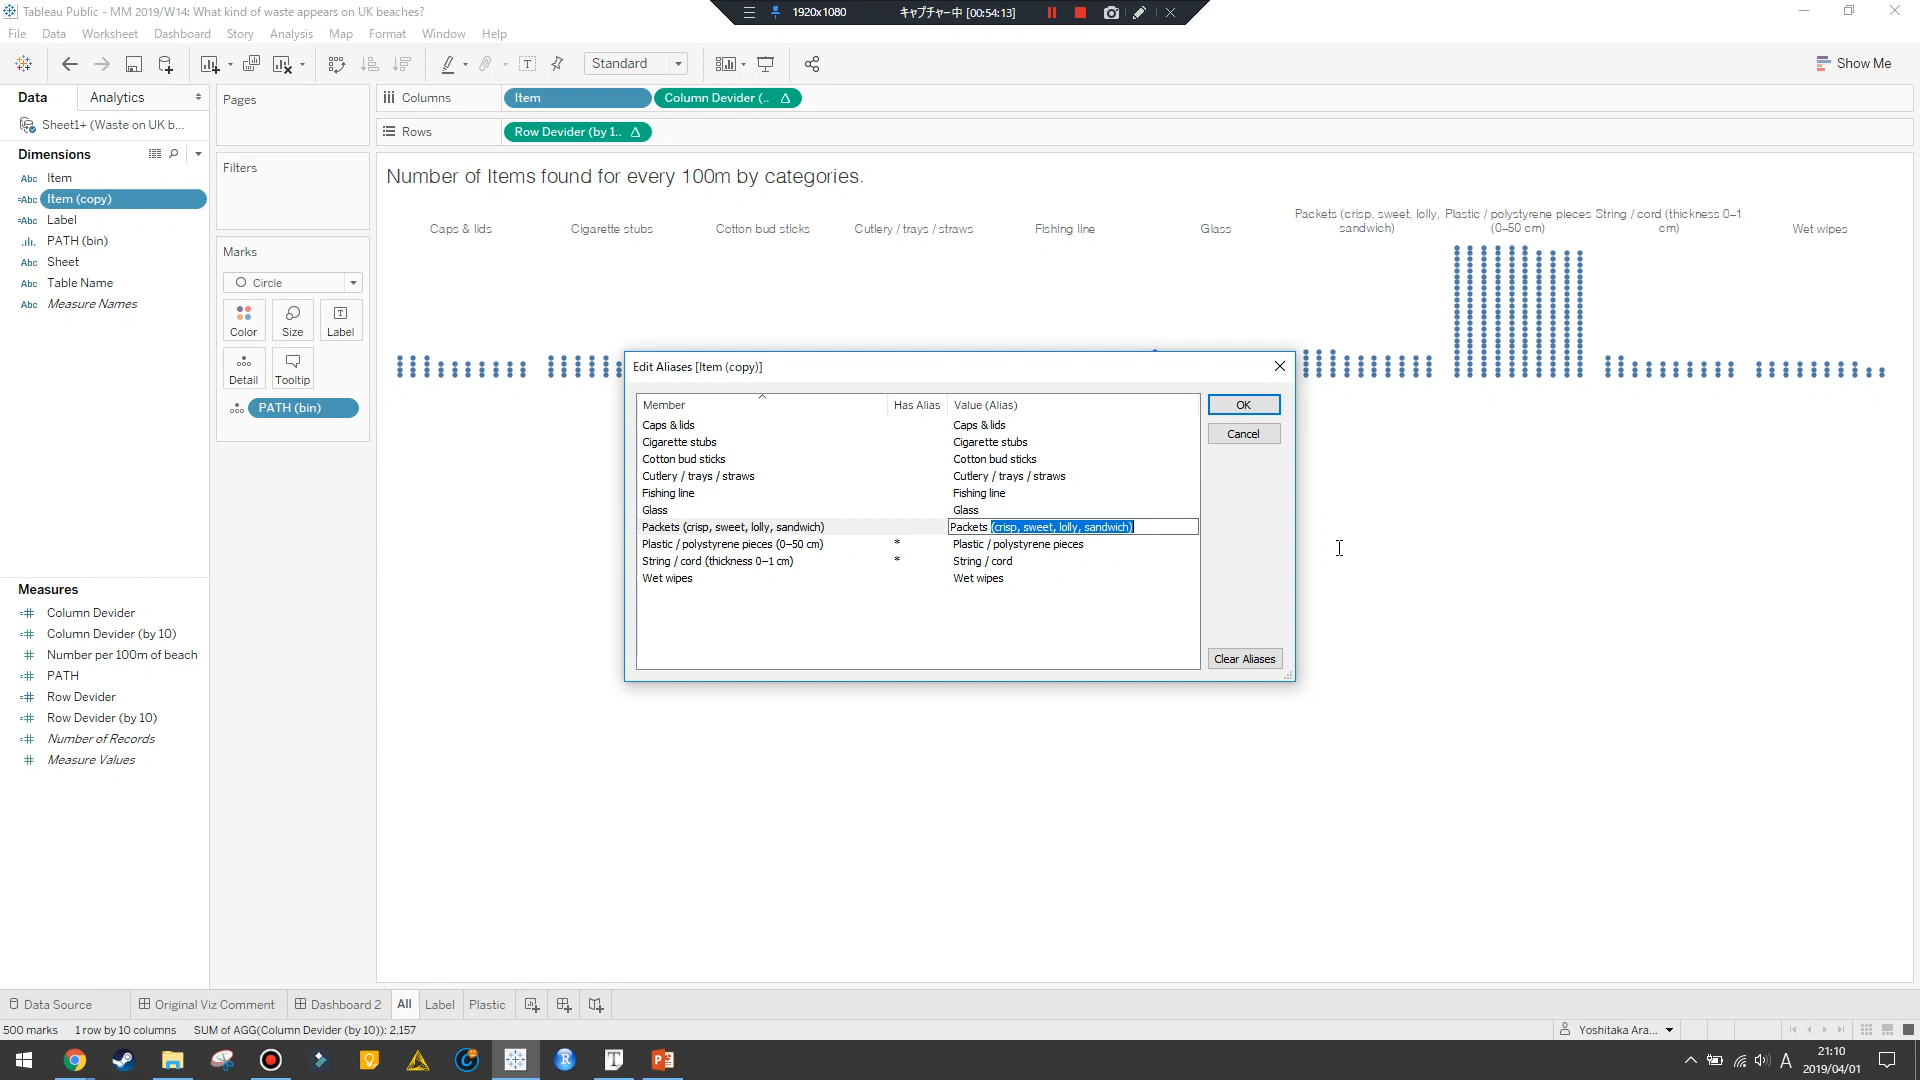 Tableau Public - MM 2019/W14: What kind of waste appears on UK beaches?
1920x1080
キャプチャー中 [00:54:13]
File Data Worksheet Dashboard Story Analysis Map Format Window Help
Standard
Show Me
Data
Analytics
Pages
Columns
Item
Column Devider (..
Sheet1+ (Waste on UK b...
Rows
Row Devider (by 1..
Dimensions
Filters
Number of Items found for every 100m by categories.
Abc Item
=Abc Item (copy)
=Abc Label
PATH (bin)
Abc Sheet
Abc Table Name
Abc Measure Names
Marks
Circle
Color
Size
Label
Detail
Tooltip
PATH (bin)
Caps & lids
Cigarette stubs
Cotton bud sticks
Cutlery / trays / straws
Fishing line
Glass
Packets (crisp, sweet, lolly,
sandwich)
Plastic / polystyrene pieces
(0–50 cm)
String / cord (thickness 0–1
cm)
Wet wipes
Edit Aliases [Item (copy)]
Member Has Alias Value (Alias)
Caps & lids Caps & lids
Cigarette stubs Cigarette stubs
Cotton bud sticks Cotton bud sticks
Cutlery / trays / straws Cutlery / trays / straws
Fishing line Fishing line
Glass Glass
Packets (crisp, sweet, lolly, sandwich) Packets (crisp, sweet, lolly, sandwich)
Plastic / polystyrene pieces (0–50 cm) * Plastic / polystyrene pieces
String / cord (thickness 0–1 cm) * String / cord
Wet wipes Wet wipes
OK
Cancel
Clear Aliases
Measures
Column Devider
Column Devider (by 10)
Number per 100m of beach
PATH
Row Devider
Row Devider (by 10)
Number of Records
Measure Values
Data Source
Original Viz Comment
Dashboard 2
All
Label
Plastic
500 marks 1 row by 10 columns SUM of AGG(Column Devider (by 10)): 2,157
Yoshitaka Ara...
A
21:10
2019/04/01